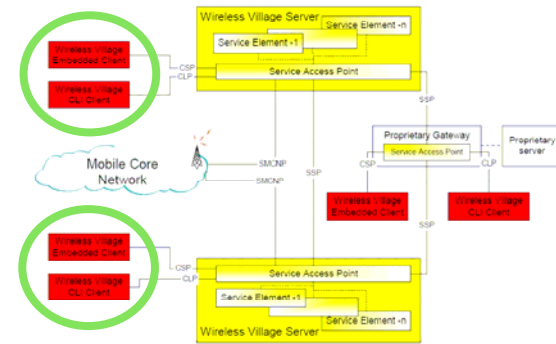 Wireless Village Server
Service Element -n
Service Element -1
Service Access Point
Wireless Village
Embedded Client
CSP
CLP
Wireless Village
CLI Client
SSP
Proprietary Gateway
Service Access Point
Proprietary
server
CSP
CLP
Mobile Core
Network
SMCNP
SMCNP
SSP
Wireless Village
Embedded Client
Wireless Village
CLI Client
SSP
Wireless Village
Embedded Client
CSP
CLP
Wireless Village
CLI Client
Service Access Point
Service Element -1
Service Element -n
Wireless Village Server